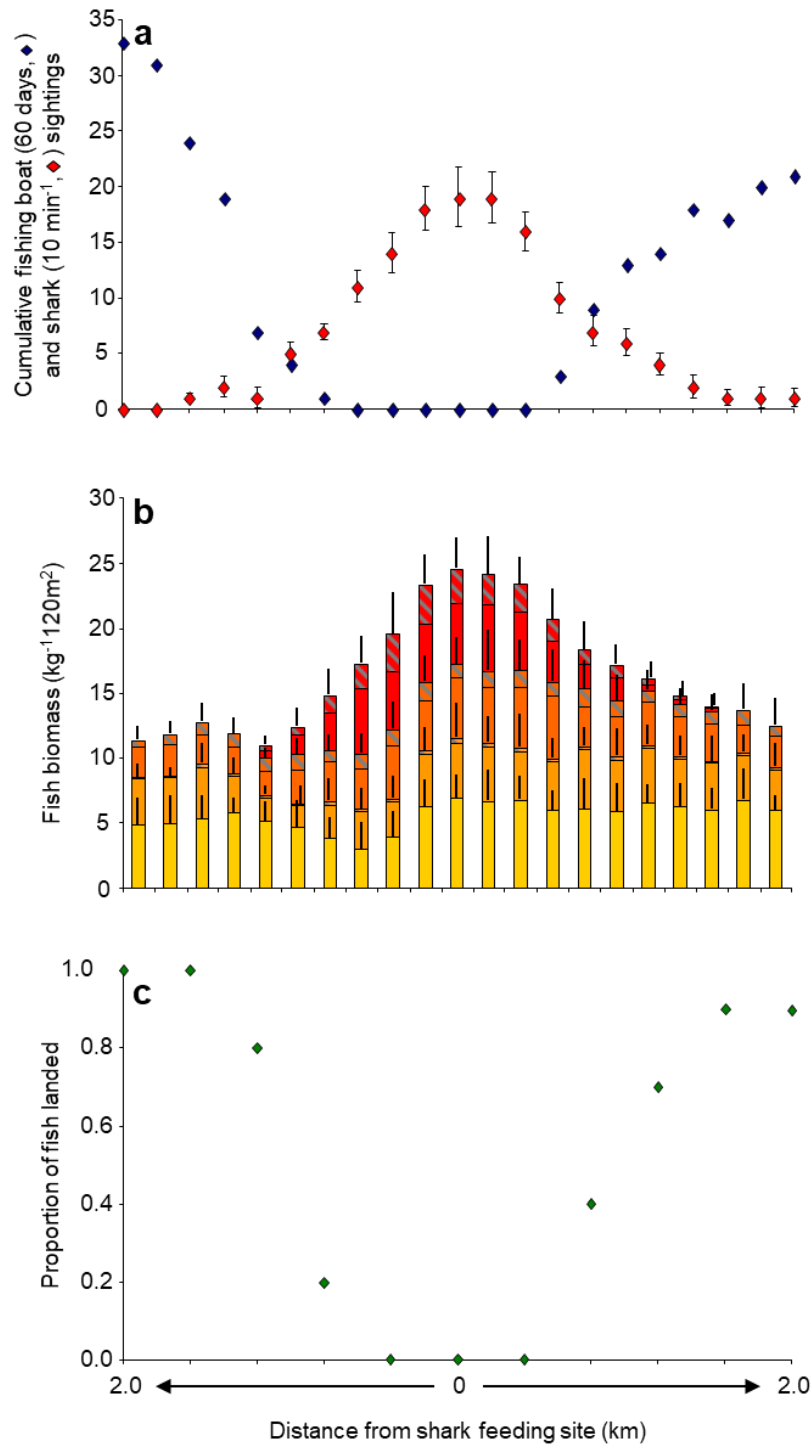 a
Cumulative fishing boat (60 days, ◆)
and shark (10 min⁻¹, ◆) sightings
35
30
25
20
15
10
5
0
b
Fish biomass (kg⁻¹120m²)
30
25
20
15
10
5
0
c
Proportion of fish landed
1.0
0.8
0.6
0.4
0.2
0.0
2.0 0 2.0
Distance from shark feeding site (km)